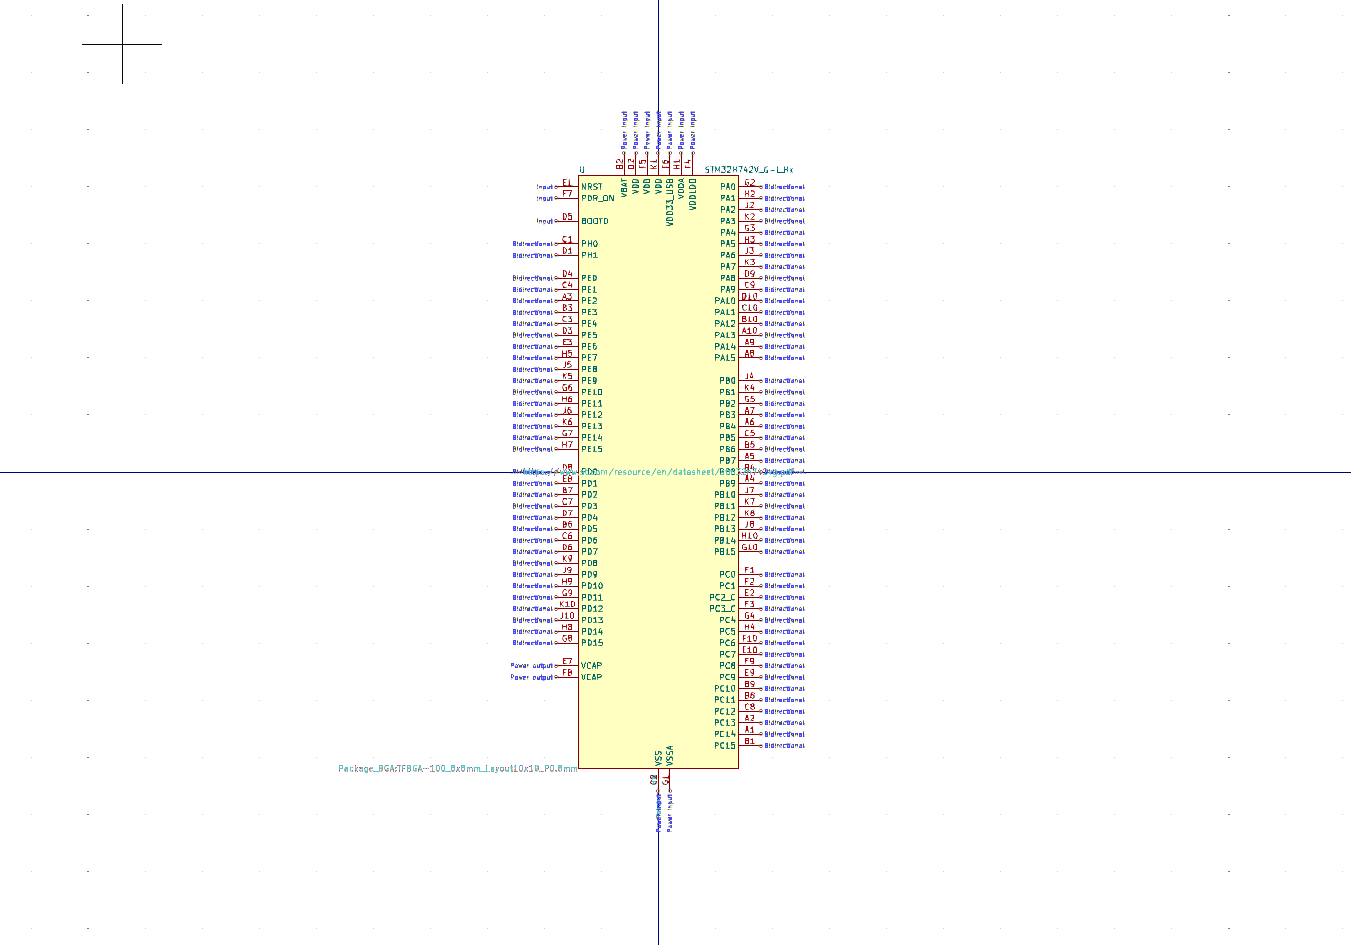 Power input Power input Power input Power input Power input Power input Power input
B2 D2 F5 K1 E6 H1 F4
U STM32H742V_G-I_Hx
VBAT VDD VDD VDD VDD33_USB VDDA VDDLDO
Input E1 NRST PA0 G2 Bidirectional
Input F7 PDR_ON PA1 H2 Bidirectional
PA2 J2 Bidirectional
Input D5 BOOT0 PA3 K2 Bidirectional
PA4 G3 Bidirectional
Bidirectional C1 PH0 PA5 H3 Bidirectional
Bidirectional D1 PH1 PA6 J3 Bidirectional
PA7 K3 Bidirectional
Bidirectional D4 PE0 PA8 D9 Bidirectional
Bidirectional C4 PE1 PA9 C9 Bidirectional
Bidirectional A3 PE2 PA10 D10 Bidirectional
Bidirectional B3 PE3 PA11 C10 Bidirectional
Bidirectional C3 PE4 PA12 B10 Bidirectional
Bidirectional D3 PE5 PA13 A10 Bidirectional
Bidirectional E3 PE6 PA14 A9 Bidirectional
Bidirectional H5 PE7 PA15 A8 Bidirectional
Bidirectional J5 PE8
Bidirectional K5 PE9 PB0 J4 Bidirectional
Bidirectional G6 PE10 PB1 K4 Bidirectional
Bidirectional H6 PE11 PB2 G5 Bidirectional
Bidirectional J6 PE12 PB3 A7 Bidirectional
Bidirectional K6 PE13 PB4 A6 Bidirectional
Bidirectional G7 PE14 PB5 C5 Bidirectional
Bidirectional H7 PE15 PB6 B5 Bidirectional
PB7 A5 Bidirectional
D8 PD0 PB8 B4
Bidirectional E8 PD1 PB9 A4 Bidirectional
Bidirectional B7 PD2 PB10 J7 Bidirectional
Bidirectional C7 PD3 PB11 K7 Bidirectional
Bidirectional D7 PD4 PB12 K8 Bidirectional
Bidirectional B6 PD5 PB13 J8 Bidirectional
Bidirectional C6 PD6 PB14 H10 Bidirectional
Bidirectional D6 PD7 PB15 G10 Bidirectional
Bidirectional K9 PD8
Bidirectional J9 PD9 PC0 F1 Bidirectional
Bidirectional H9 PD10 PC1 F2 Bidirectional
Bidirectional G9 PD11 PC2_C E2 Bidirectional
Bidirectional K10 PD12 PC3_C F3 Bidirectional
Bidirectional J10 PD13 PC4 G4 Bidirectional
Bidirectional H8 PD14 PC5 H4 Bidirectional
Bidirectional G8 PD15 PC6 F10 Bidirectional
PC7 E10 Bidirectional
Power output E7 VCAP PC8 F9 Bidirectional
Power output F8 VCAP PC9 E9 Bidirectional
PC10 B9 Bidirectional
PC11 B8 Bidirectional
PC12 C8 Bidirectional
PC13 A2 Bidirectional
PC14 A1 Bidirectional
PC15 B1 Bidirectional
VSS VSSA
Package_BGA:TFBGA-100_8x8mm_Layout10x10_P0.8mm
G1
Power input